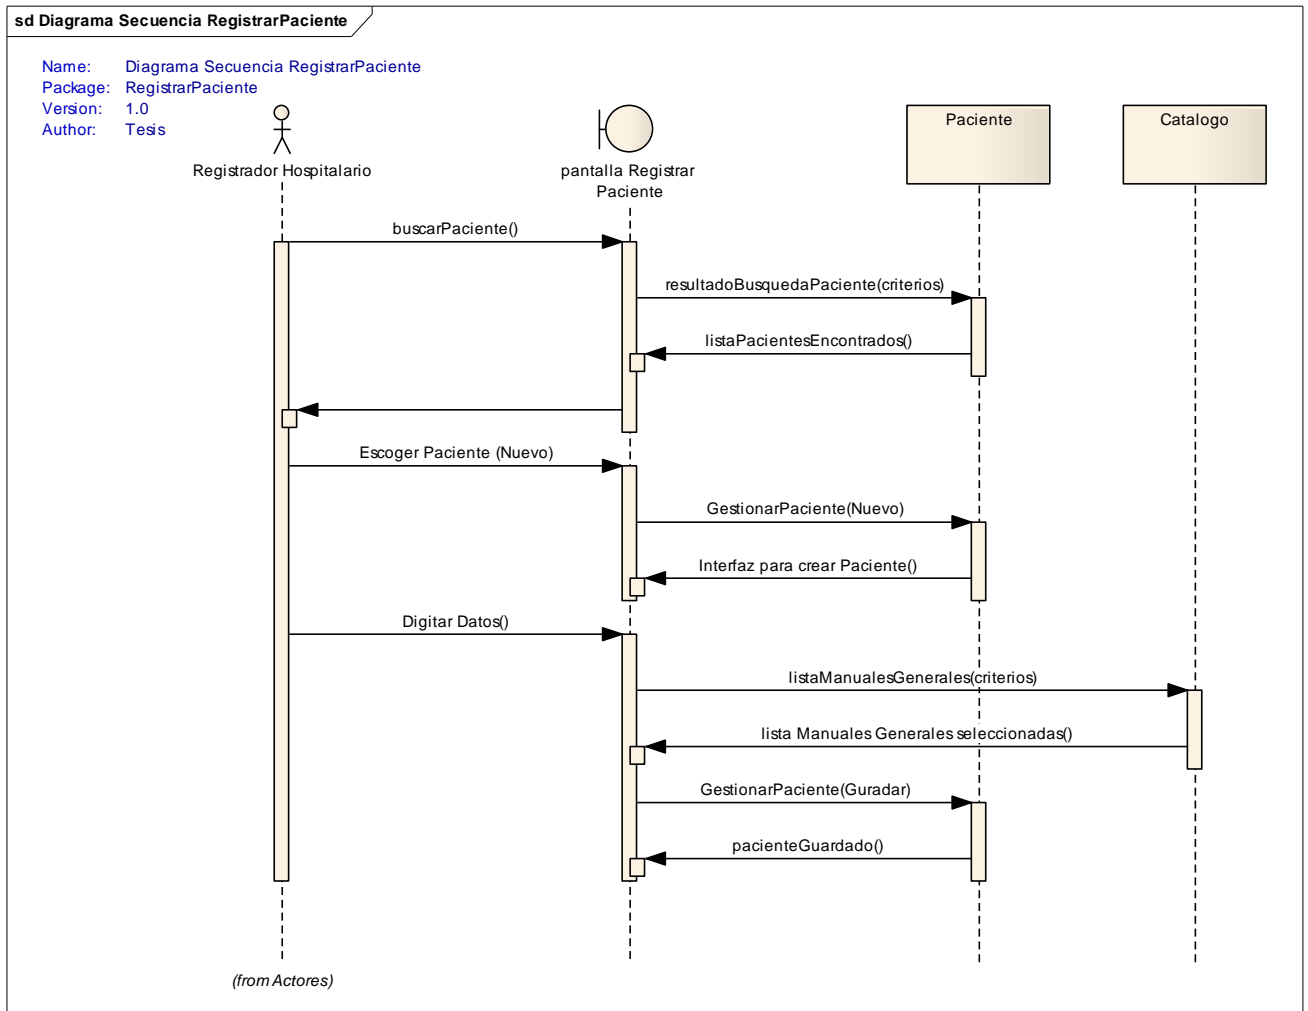 sd Diagrama Secuencia RegistrarPaciente
Name: Diagrama Secuencia RegistrarPaciente
Package: RegistrarPaciente
Version: 1.0
Author: Tesis
Registrador Hospitalario
pantalla Registrar
Paciente
Paciente
Catalogo
buscarPaciente()
resultadoBusquedaPaciente(criterios)
listaPacientesEncontrados()
Escoger Paciente (Nuevo)
GestionarPaciente(Nuevo)
Interfaz para crear Paciente()
Digitar Datos()
listaManualesGenerales(criterios)
lista Manuales Generales seleccionadas()
GestionarPaciente(Guradar)
pacienteGuardado()
(from Actores)